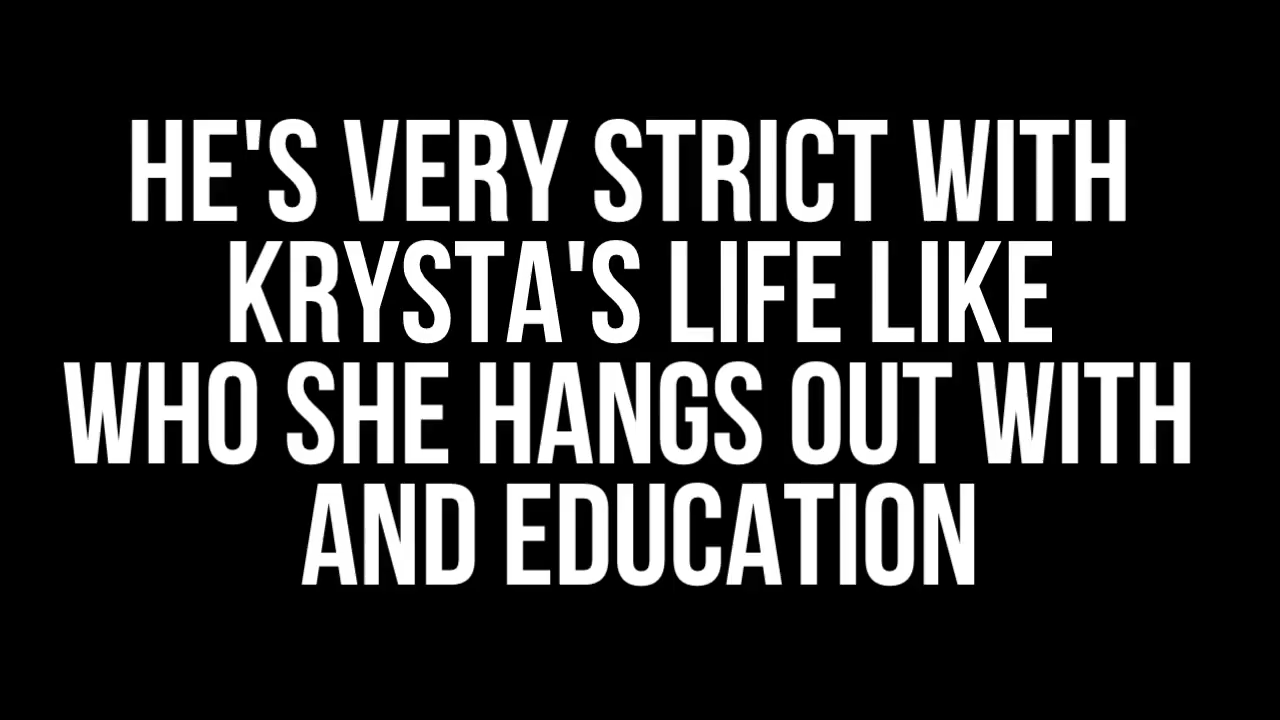 HE'S VERY STRICT WITH
KRYSTA'S LIFE LIKE
WHO SHE HANGS OUT WITH
AND EDUCATION